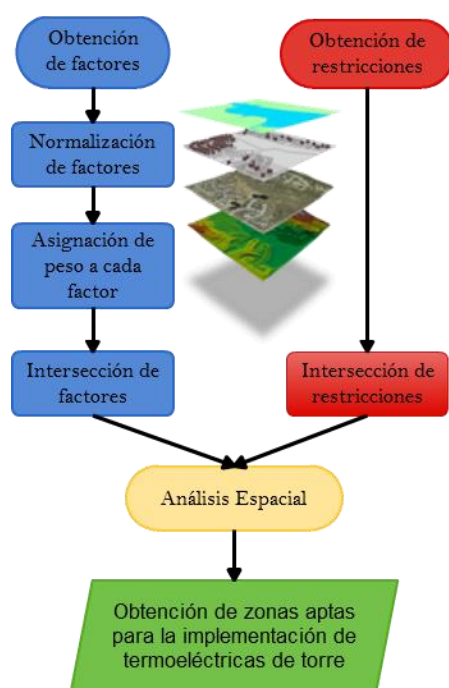 Obtención
de factores
Obtención de
restricciones
Normalización
de factores
Asignación de
peso a cada
factor
Intersección de
factores
Intersección de
restricciones
Análisis Espacial
Obtención de zonas aptas
para la implementación de
termoeléctricas de torre